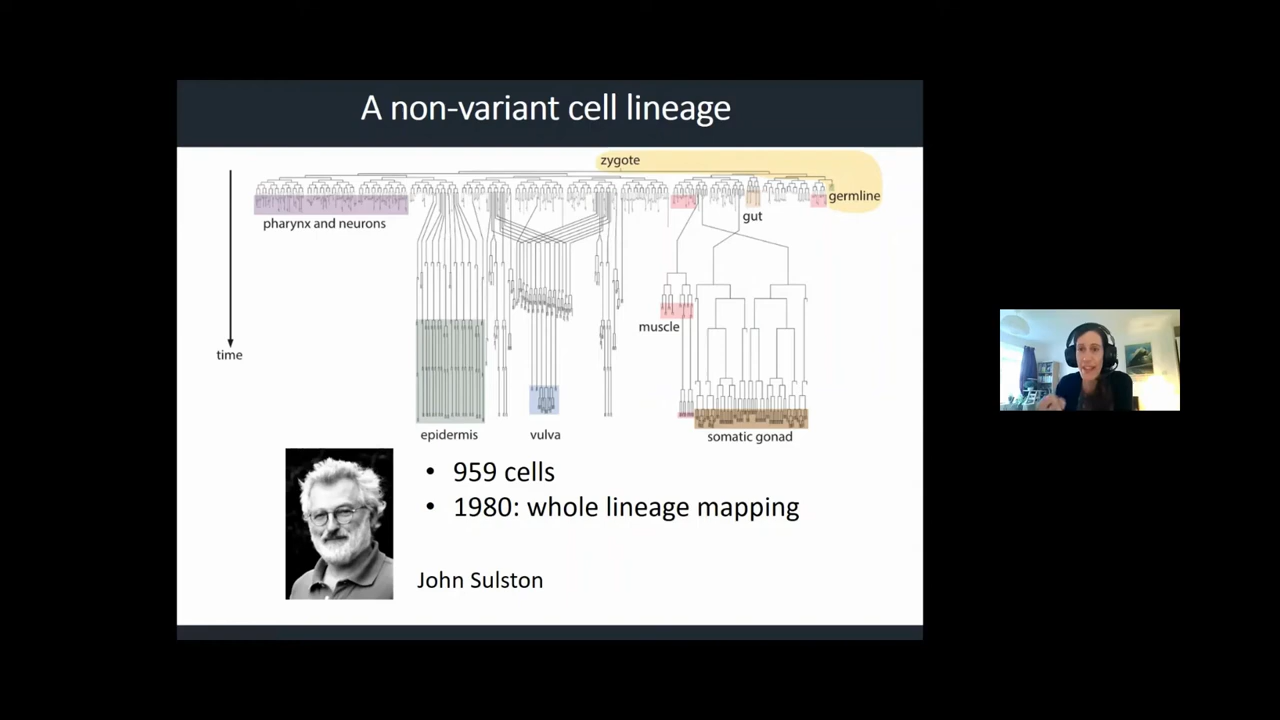 A non-variant cell lineage
zygote
germline
gut
pharynx and neurons
muscle
time
epidermis
vulva
somatic gonad
• 959 cells
• 1980: whole lineage mapping
John Sulston